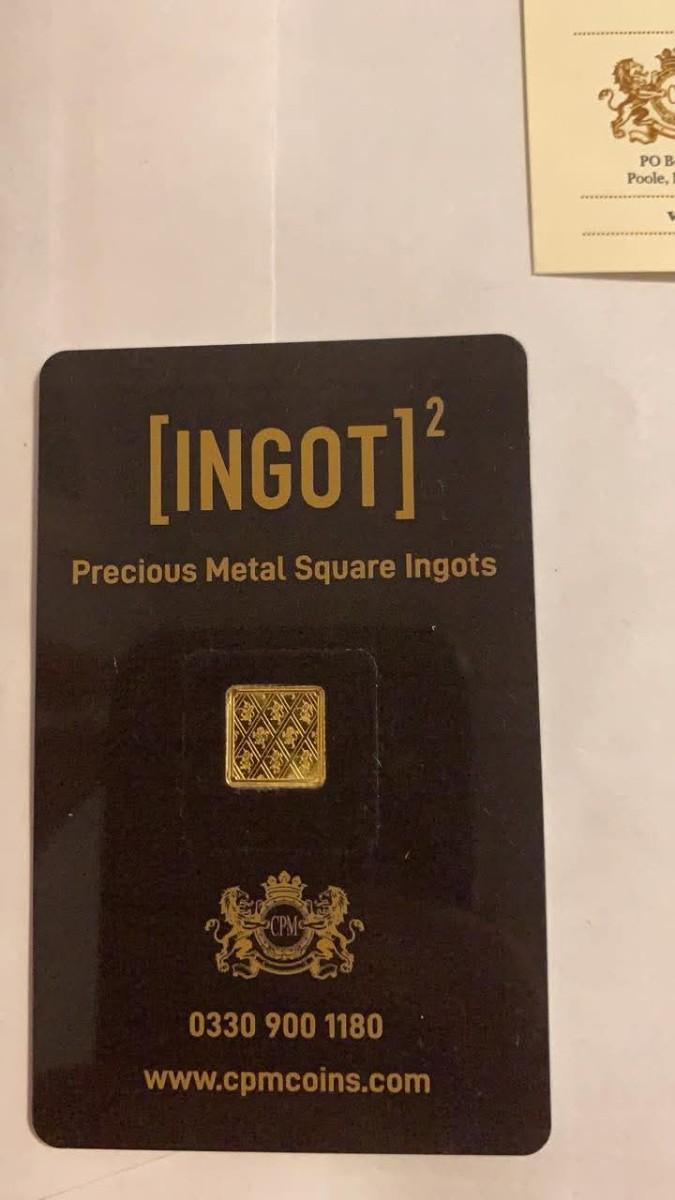 PO
Poole,
[INGOT]²
Precious Metal Square Ingots
CPM
0330 900 1180
www.cpmcoins.com